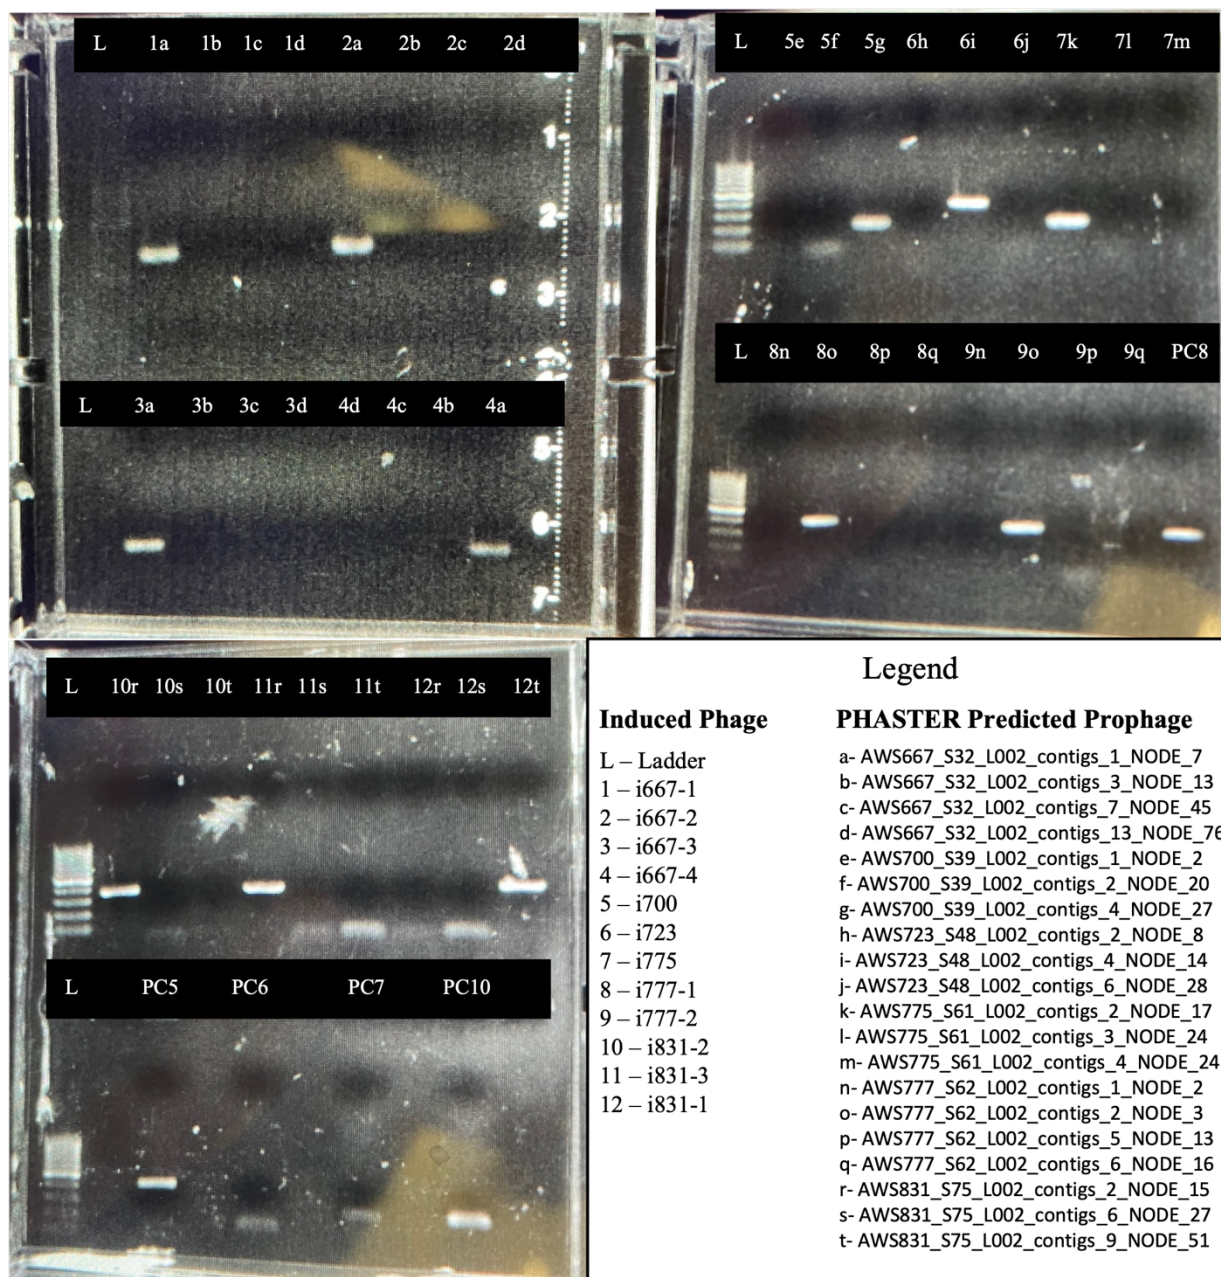 L 1a 1b 1c 1d 2a 2b 2c 2d
1-
2
3-
L 3a 3b 3c 3d 4d 4c 4b 4a
5-
6
7-
L 5e 5f 5g 6h 6i 6j 7k 7l 7m
L 8n 8o 8p 8q 9n 9o 9p 9q PC8
L 10r 10s 10t 11r 11s 11t 12r 12s 12t
L PC5 PC6 PC7 PC10
Legend
Induced Phage
L – Ladder
1 – i667-1
2 – i667-2
3 – i667-3
4 – i667-4
5 – i700
6 – i723
7 – i775
8 – i777-1
9 – i777-2
10 – i831-2
11 – i831-3
12 – i831-1
PHASTER Predicted Prophage
a- AWS667_S32_L002_contigs_1_NODE_7
b- AWS667_S32_L002_contigs_3_NODE_13
c- AWS667_S32_L002_contigs_7_NODE_45
d- AWS667_S32_L002_contigs_13_NODE_76
e- AWS700_S39_L002_contigs_1_NODE_2
f- AWS700_S39_L002_contigs_2_NODE_20
g- AWS700_S39_L002_contigs_4_NODE_27
h- AWS723_S48_L002_contigs_2_NODE_8
i- AWS723_S48_L002_contigs_4_NODE_14
j- AWS723_S48_L002_contigs_6_NODE_28
k- AWS775_S61_L002_contigs_2_NODE_17
l- AWS775_S61_L002_contigs_3_NODE_24
m- AWS775_S61_L002_contigs_4_NODE_24
n- AWS777_S62_L002_contigs_1_NODE_2
o- AWS777_S62_L002_contigs_2_NODE_3
p- AWS777_S62_L002_contigs_5_NODE_13
q- AWS777_S62_L002_contigs_6_NODE_16
r- AWS831_S75_L002_contigs_2_NODE_15
s- AWS831_S75_L002_contigs_6_NODE_27
t- AWS831_S75_L002_contigs_9_NODE_51